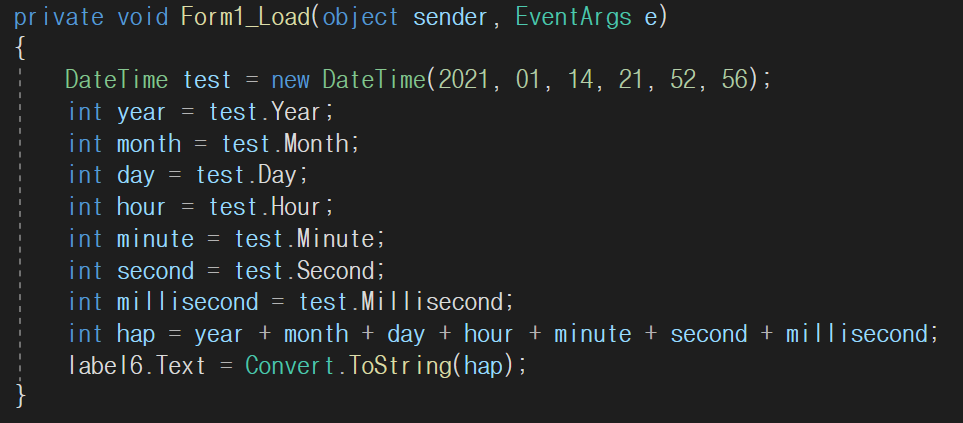 private void Form1_Load(object sender, EventArgs e)
{
DateTime test = new DateTime(2021, 01, 14, 21, 52, 56);
int year = test.Year;
int month = test.Month;
int day = test.Day;
int hour = test.Hour;
int minute = test.Minute;
int second = test.Second;
int millisecond = test.Millisecond;
int hap = year + month + day + hour + minute + second + millisecond;
label6.Text = Convert.ToString(hap);
}